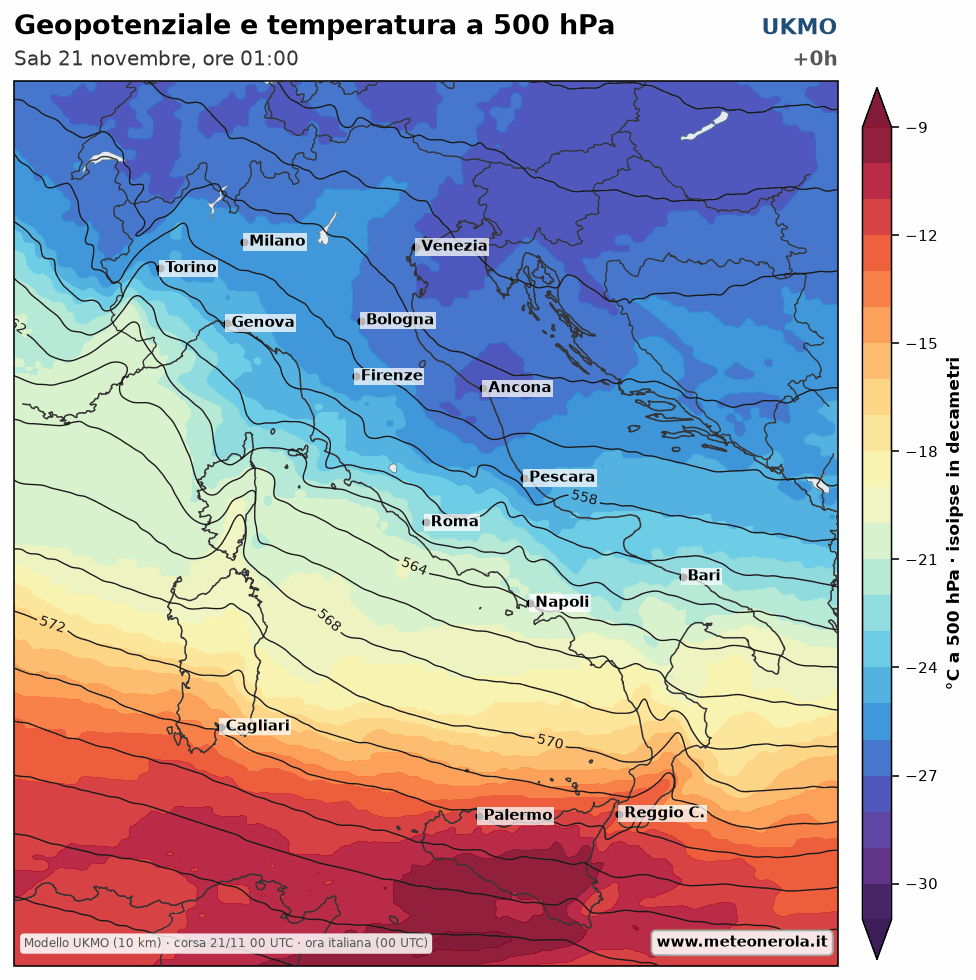 Geopotenziale e temperatura a 500 hPa
UKMO
Sab 21 novembre, ore 01:00
+0h
Milano
Venezia
Torino
Genova
Bologna
Firenze
Ancona
Pescara
558
Roma
564
Bari
Napoli
568
572
Cagliari
570
Palermo
Reggio C.
−9
−12
−15
−18
−21
−24
−27
−30
°C a 500 hPa · isoipse in decametri
Modello UKMO (10 km) · corsa 21/11 00 UTC · ora italiana (00 UTC)
www.meteonerola.it